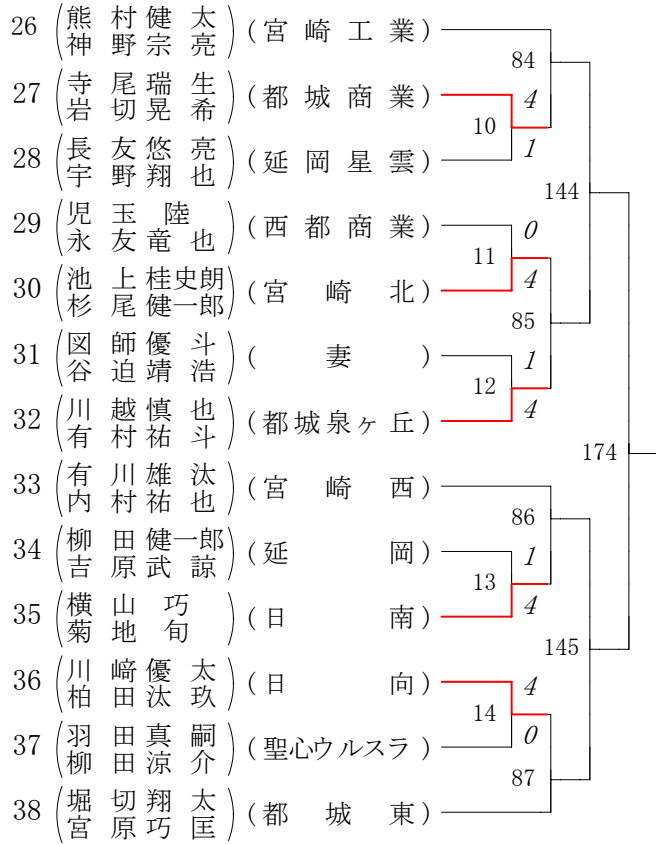 26 熊村健太 (宮崎工業)
神野宗亮
84
27 寺尾瑞生 (都城商業) 4
岩切晃希
10
28 長友悠亮 (延岡星雲) 1
宇野翔也
144
29 児玉陸 (西都商業) 0
永友竜也
11
30 池上桂史朗 (宮崎北) 4
杉尾健一郎
85
31 図師優斗 (妻) 1
谷迫靖浩
12
32 川越慎也 (都城泉ヶ丘) 4
有村祐斗
174
33 有川雄汰 (宮崎西)
内村祐也
86
34 柳田健一郎 (延岡) 1
吉原武諒
13
35 横山巧 (日南) 4
菊地旬
145
36 川﨑優太 (日向) 4
柏田汰玖
14
37 羽田真嗣 (聖心ウルスラ) 0
柳田涼介
87
38 堀切翔太 (都城東)
宮原巧匡